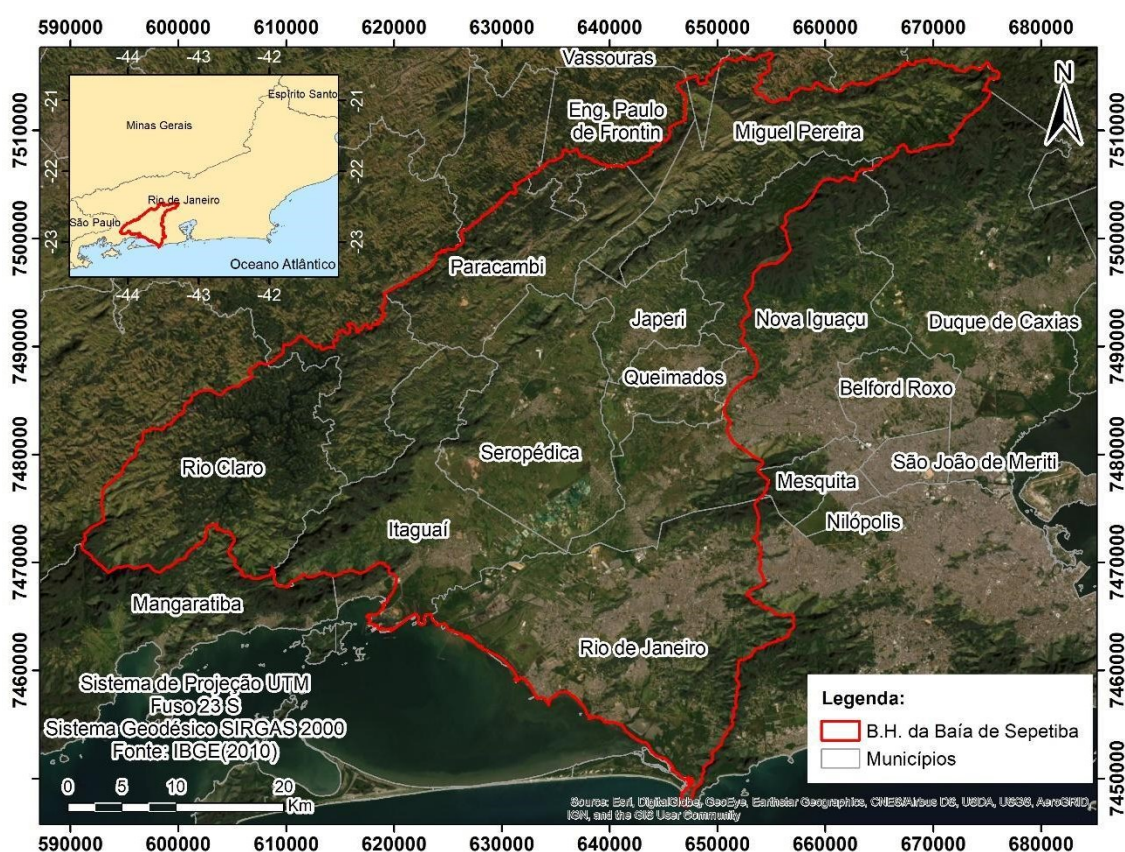 590000 600000 610000 620000 630000 640000 650000 660000 670000 680000
-44 -43 -42
Vassouras
N
Espírito Santo
-21 -21
Minas Gerais
Eng. Paulo
de Frontin
Miguel Pereira
7510000 7510000
-22 -22
Rio de Janeiro
São Paulo
-23 -23
Oceano Atlântico
7500000 7500000
Paracambi
-44 -43 -42
Japeri
Nova Iguaçu
Duque de Caxias
7490000 7490000
Queimados
Belford Roxo
Rio Claro
Seropédica
São João de Meriti
7480000 7480000
Mesquita
Nilópolis
Itaguaí
7470000 7470000
Mangaratiba
Rio de Janeiro
7460000 7460000
Sistema de Projeção UTM
Fuso 23 S
Sistema Geodésico SIRGAS 2000
Fonte: IBGE(2010)
Legenda:
B.H. da Baía de Sepetiba
Municípios
7450000 7450000
0 5 10 20
Km
Source: Esri, DigitalGlobe, GeoEye, Earthstar Geographics, CNES/Airbus DS, USDA, USGS, AeroGRID,
IGN, and the GIS User Community
590000 600000 610000 620000 630000 640000 650000 660000 670000 680000